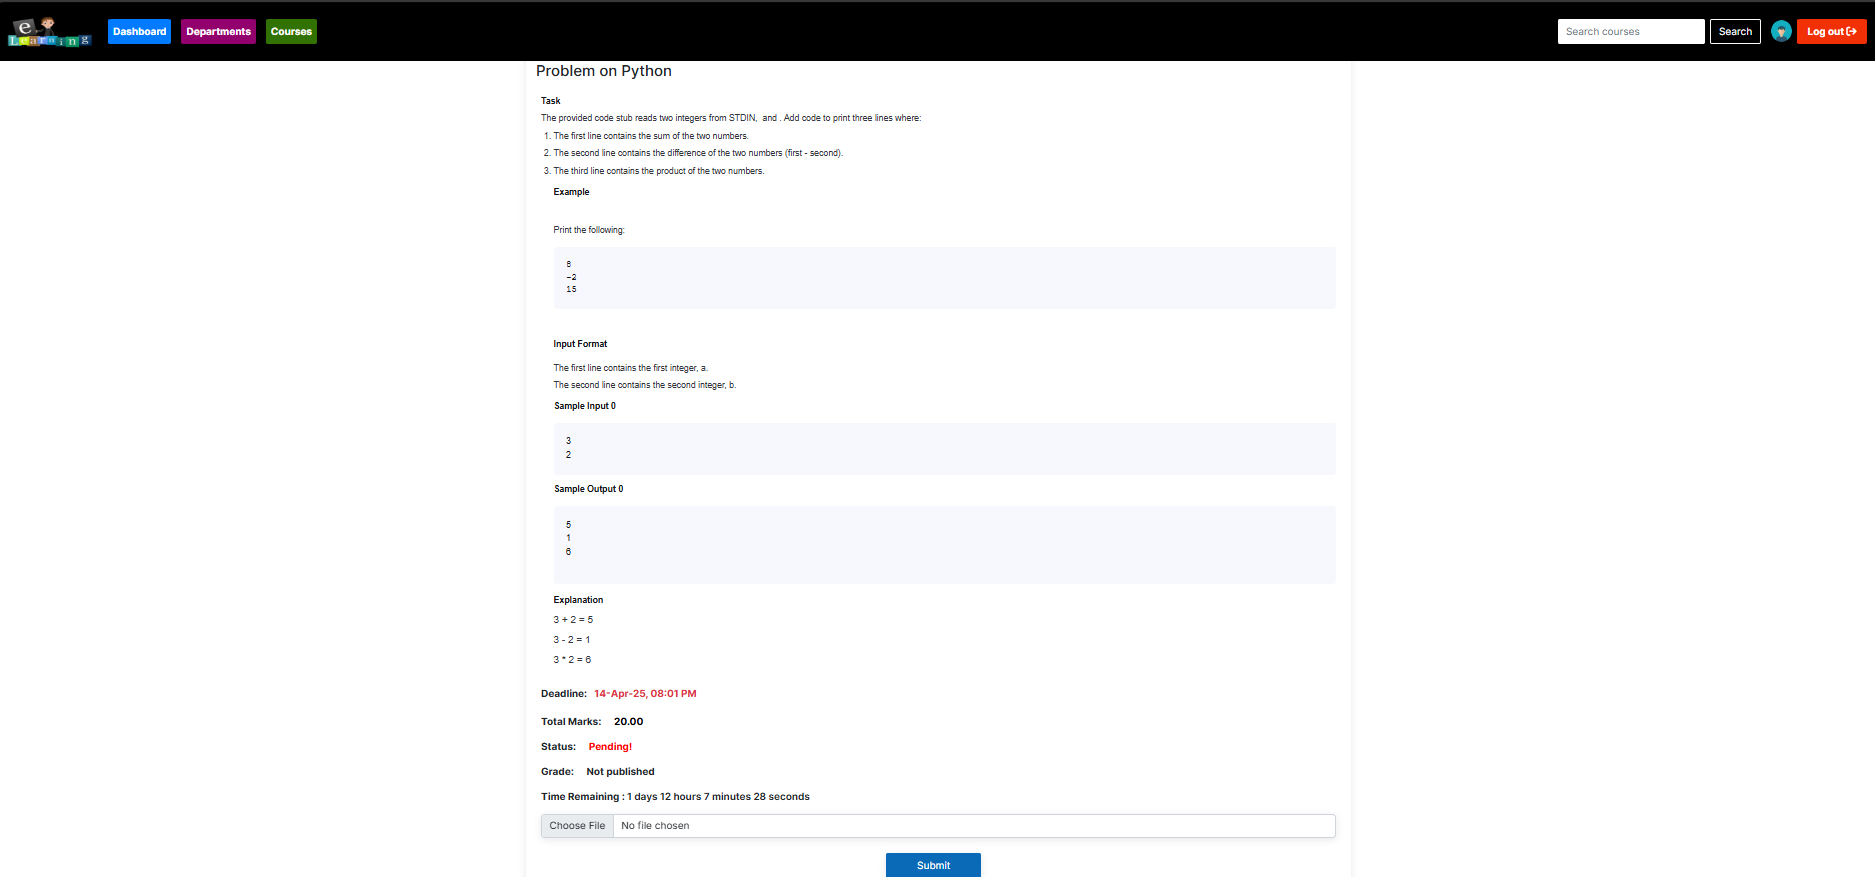 e
Learning
Dashboard
Departments
Courses
Search courses
Search
Log out
Problem on Python
Task
The provided code stub reads two integers from STDIN,  and . Add code to print three lines where:
1. The first line contains the sum of the two numbers.
2. The second line contains the difference of the two numbers (first - second).
3. The third line contains the product of the two numbers.
Example
Print the following:
8
-2
15
Input Format
The first line contains the first integer, a.
The second line contains the second integer, b.
Sample Input 0
3
2
Sample Output 0
5
1
6
Explanation
3 + 2 = 5
3 - 2 = 1
3 * 2 = 6
Deadline: 14-Apr-25, 08:01 PM
Total Marks: 20.00
Status: Pending!
Grade: Not published
Time Remaining : 1 days 12 hours 7 minutes 28 seconds
Choose File No file chosen
Submit